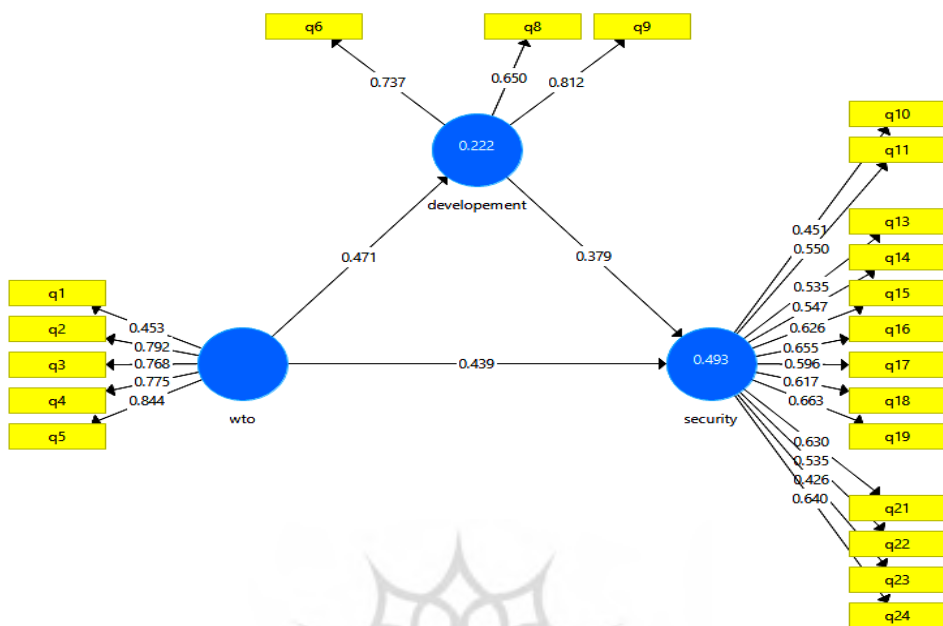 q6
q8
q9
0.737
0.650
0.812
0.222
developement
0.471
0.379
q1
q2
q3
q4
q5
0.453
0.792
0.768
0.775
0.844
wto
0.439
0.493
security
q10
q11
q13
q14
q15
q16
q17
q18
q19
q21
q22
q23
q24
0.451
0.550
0.535
0.547
0.626
0.655
0.596
0.617
0.663
0.630
0.535
0.426
0.640